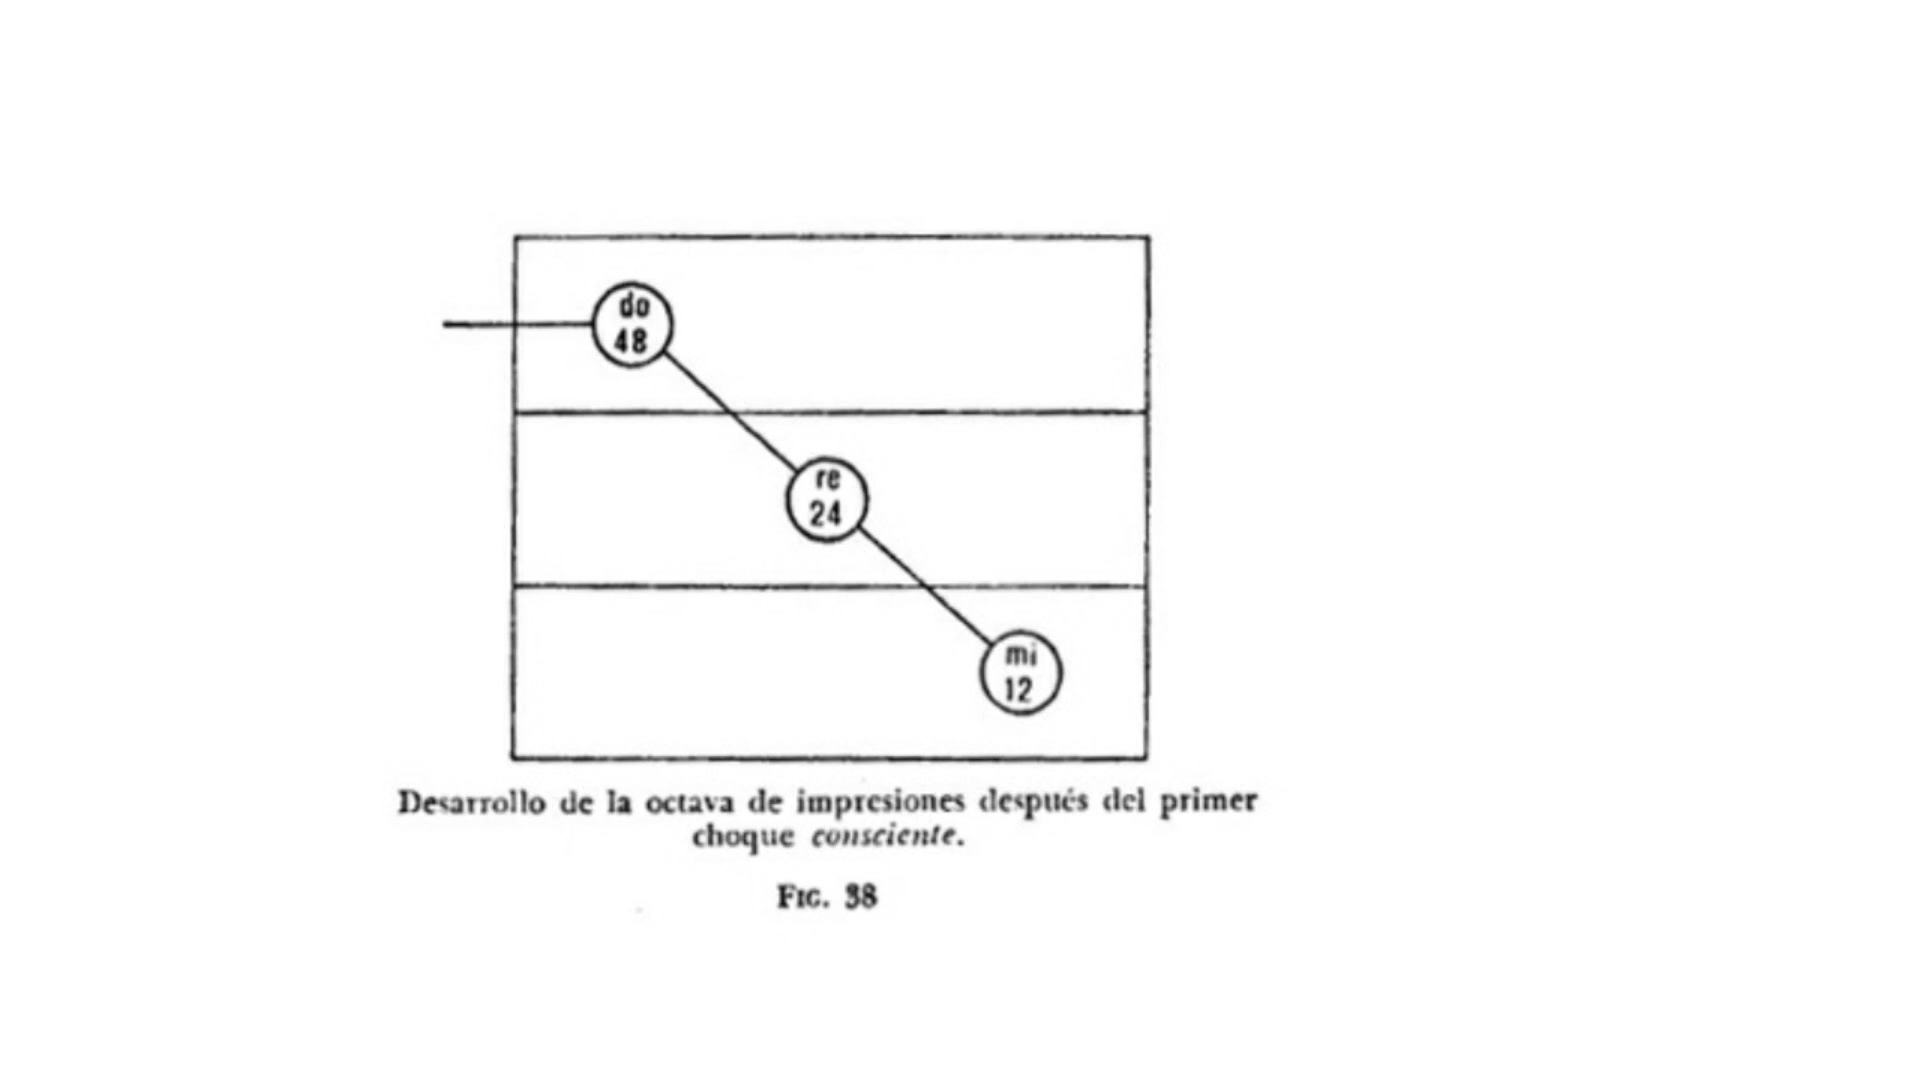 do
48
re
24
mi
12
Desarrollo de la octava de impresiones después del primer
choque consciente.
FIG. 38